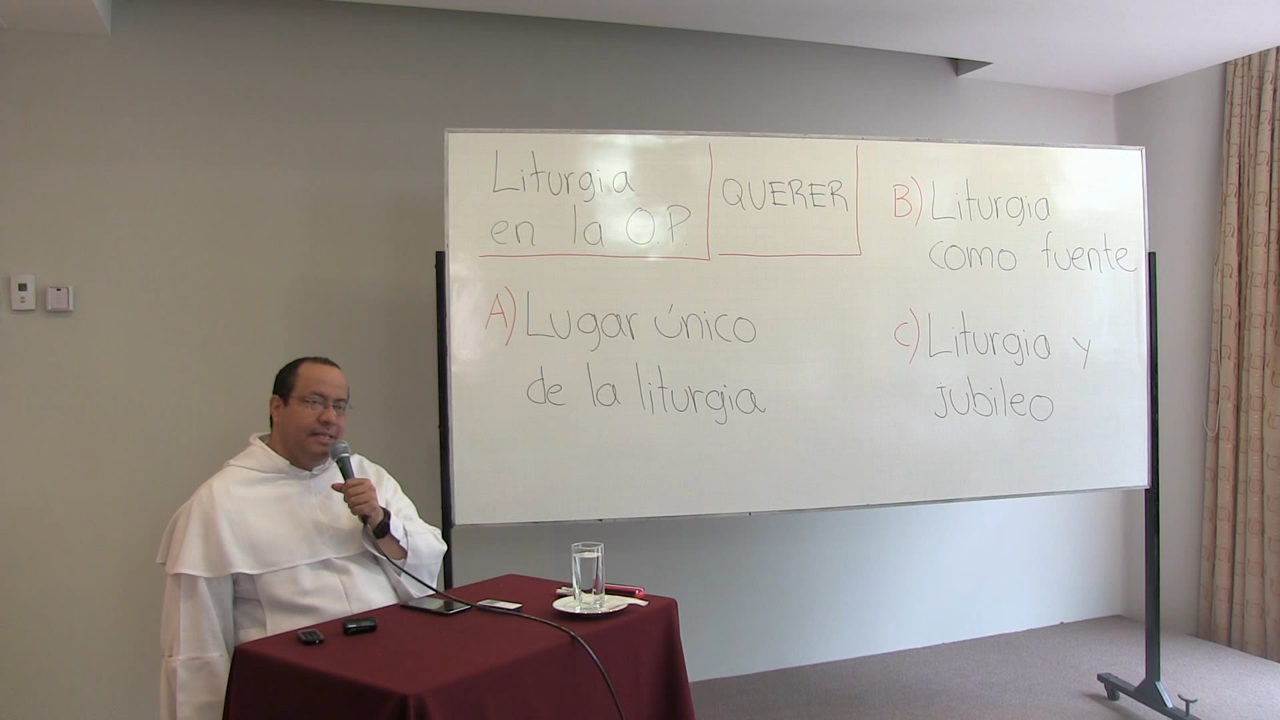 Liturgia
en la O.P.
QUERER
A) Lugar único
de la liturgia
B) Liturgia
como fuente
C) Liturgia y
jubileo